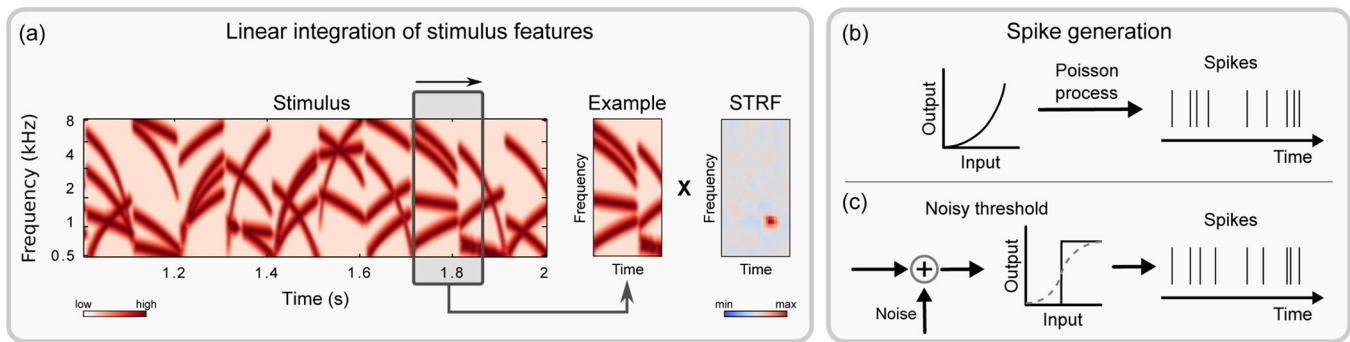 (a) Linear integration of stimulus features
Stimulus
Example
STRF
Frequency (kHz)
8
4
2
1
0.5
1.2
1.4
1.6
1.8
2
Time (s)
low high
Frequency
Time
X
Frequency
Time
min max
(b) Spike generation
Output
Input
Poisson
process
Spikes
Time
(c)
Noisy threshold
+
Noise
Output
Input
Spikes
Time